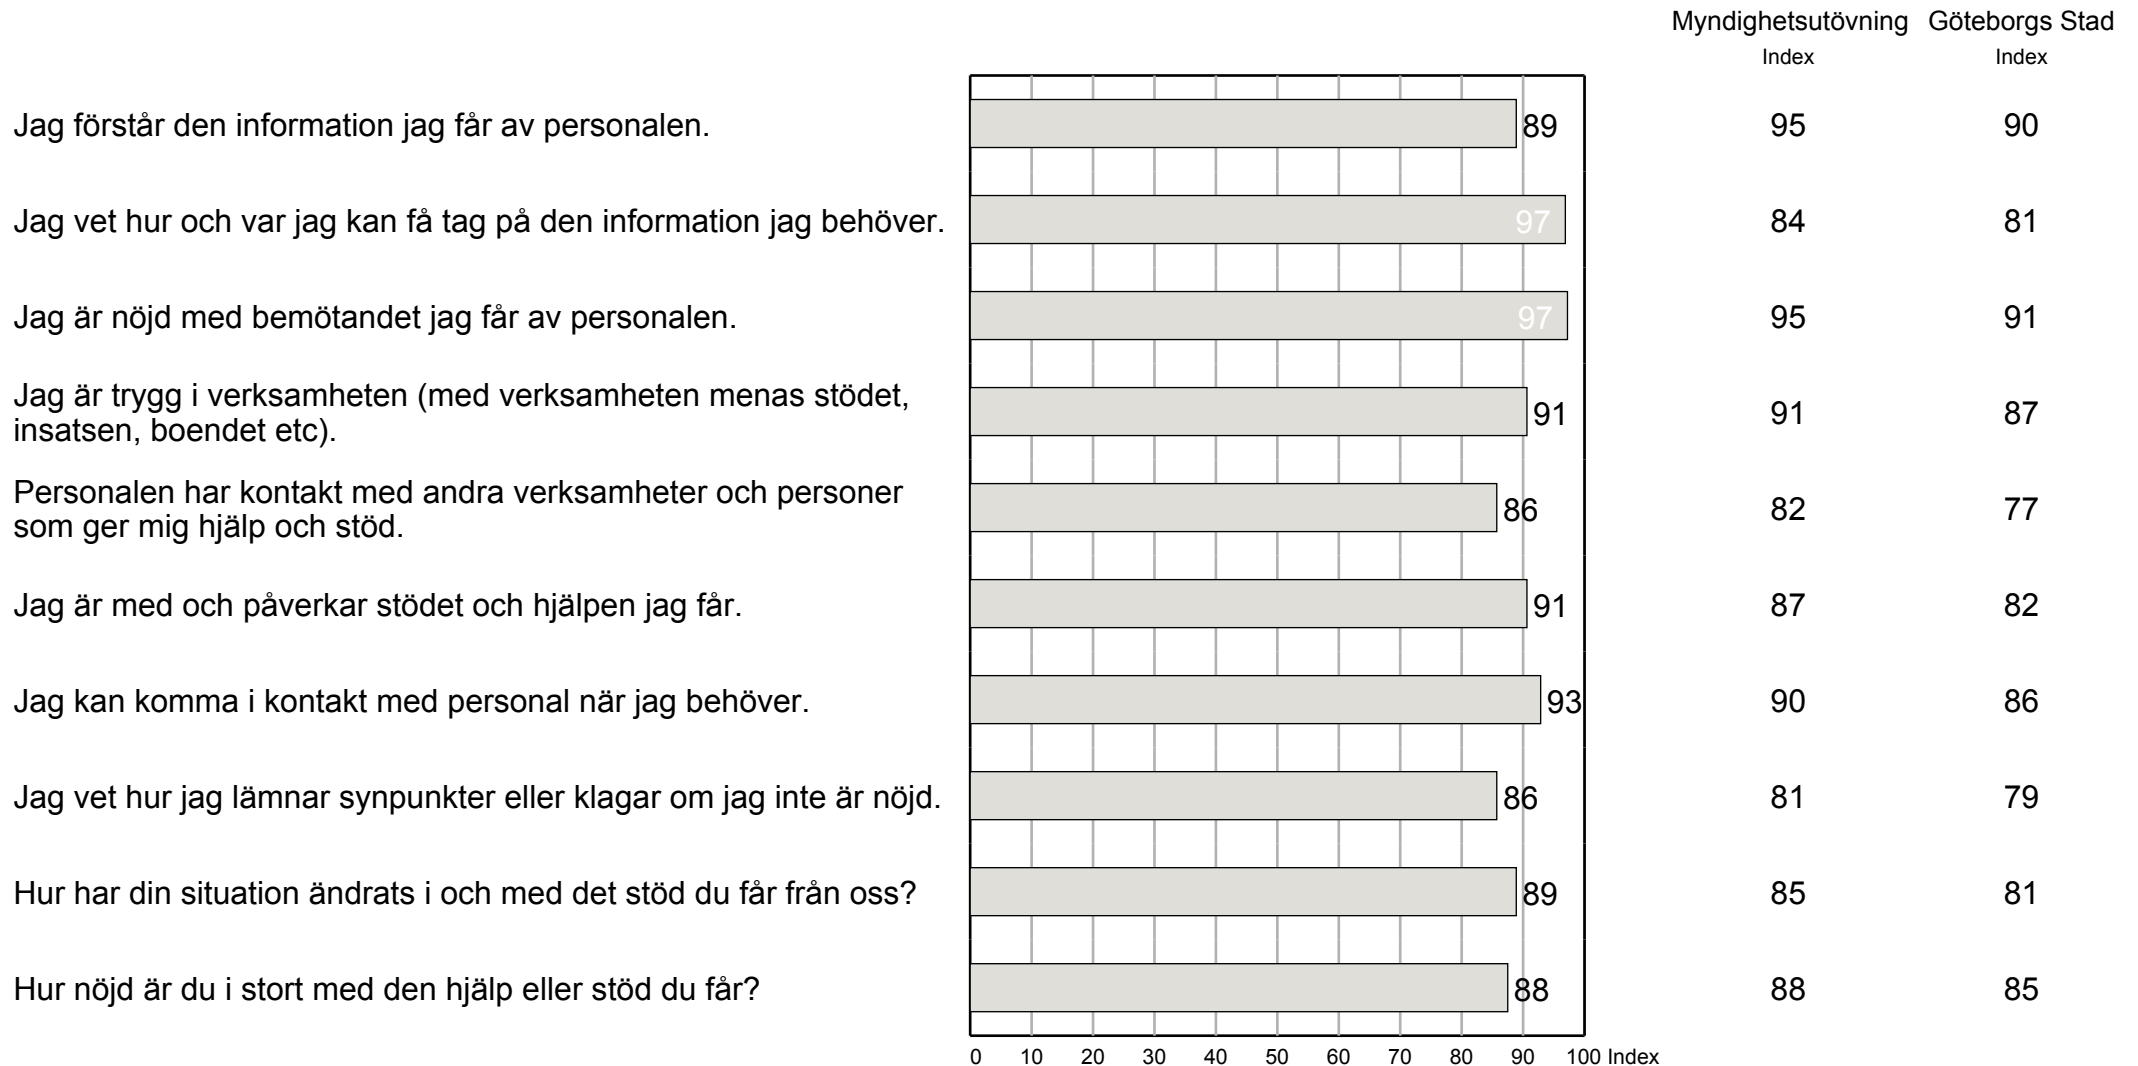 Myndighetsutövning Göteborgs Stad
Index Index
Jag förstår den information jag får av personalen. 89 95 90
Jag vet hur och var jag kan få tag på den information jag behöver. 97 84 81
Jag är nöjd med bemötandet jag får av personalen. 97 95 91
Jag är trygg i verksamheten (med verksamheten menas stödet,
insatsen, boendet etc). 91 91 87
Personalen har kontakt med andra verksamheter och personer
som ger mig hjälp och stöd. 86 82 77
Jag är med och påverkar stödet och hjälpen jag får. 91 87 82
Jag kan komma i kontakt med personal när jag behöver. 93 90 86
Jag vet hur jag lämnar synpunkter eller klagar om jag inte är nöjd. 86 81 79
Hur har din situation ändrats i och med det stöd du får från oss? 89 85 81
Hur nöjd är du i stort med den hjälp eller stöd du får? 88 88 85
0 10 20 30 40 50 60 70 80 90 100 Index